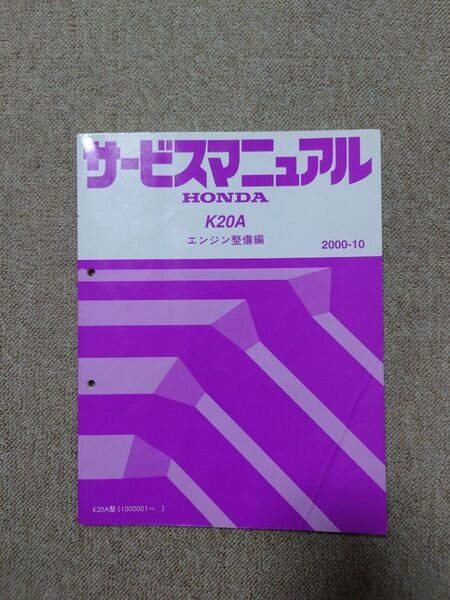 サービスマニュアル
HONDA
K20A
エンジン整備編
2000-10
K20A型 (1000001～ )